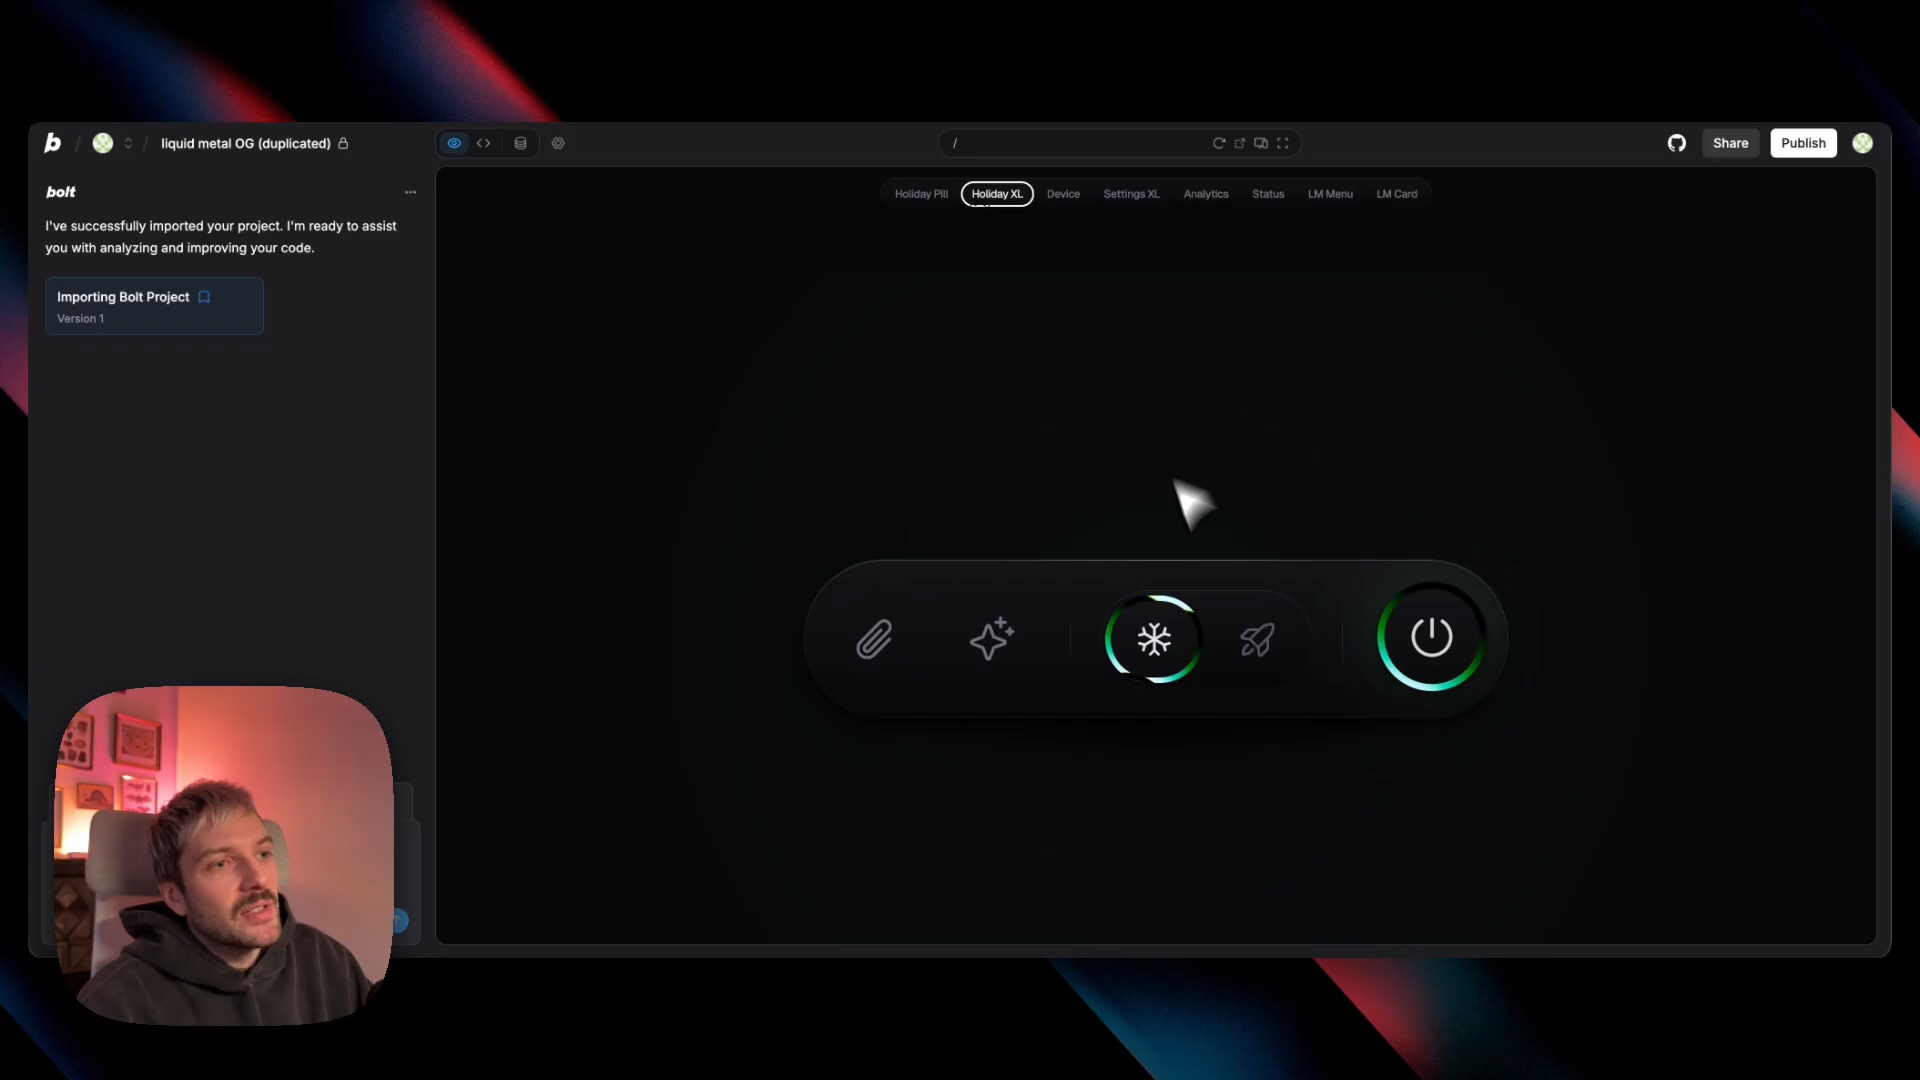 b / / liquid metal OG (duplicated)
/
Share
Publish
bolt
I've successfully imported your project. I'm ready to assist
you with analyzing and improving your code.
Importing Bolt Project
Version 1
Holiday Pill
Holiday XL
Device
Settings XL
Analytics
Status
LM Menu
LM Card